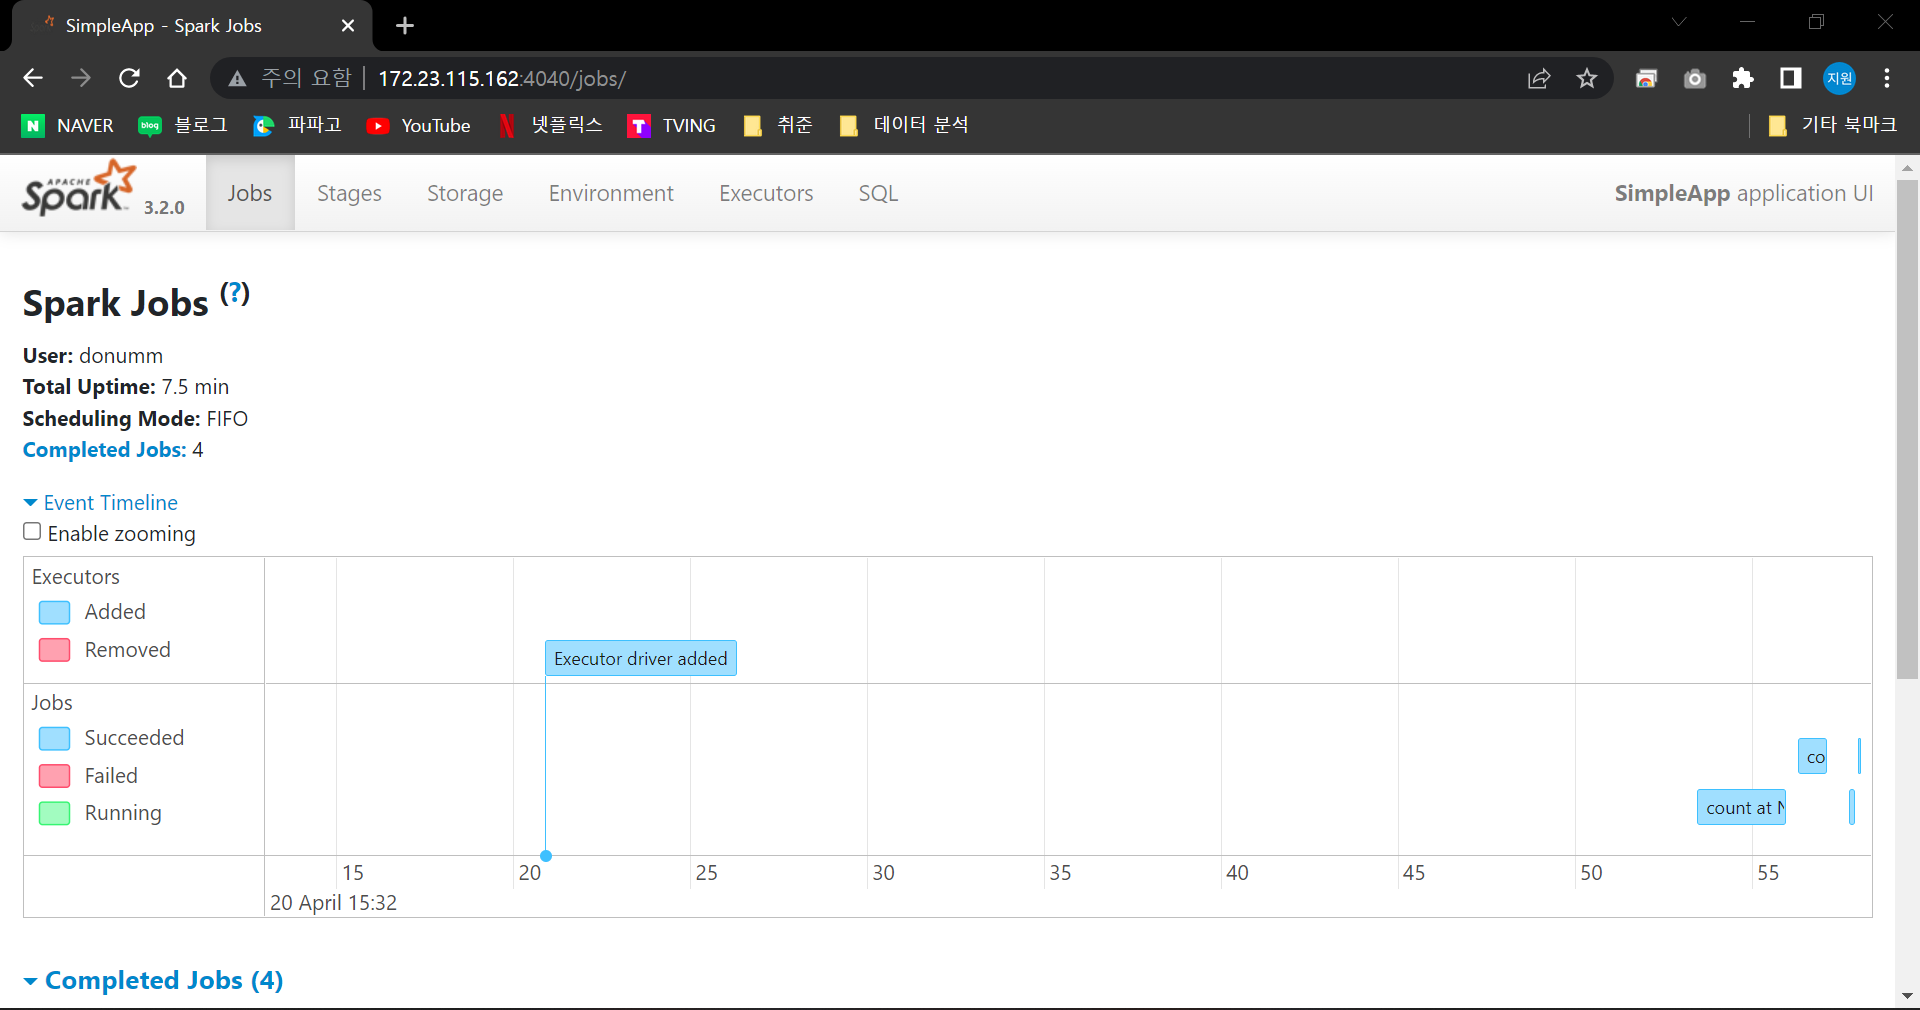 SimpleApp - Spark Jobs
주의 요함 172.23.115.162:4040/jobs/
지원
N NAVER blog 블로그 파파고 YouTube 넷플릭스 T TVING 취준 데이터 분석 기타 북마크
APACHE Spark™ 3.2.0 Jobs Stages Storage Environment Executors SQL SimpleApp application UI
Spark Jobs (?)
User: donumm
Total Uptime: 7.5 min
Scheduling Mode: FIFO
Completed Jobs: 4
Event Timeline
Enable zooming
Executors
Added
Removed
Executor driver added
Jobs
Succeeded
Failed
Running
co
count at N
15 20 25 30 35 40 45 50 55
20 April 15:32
Completed Jobs (4)